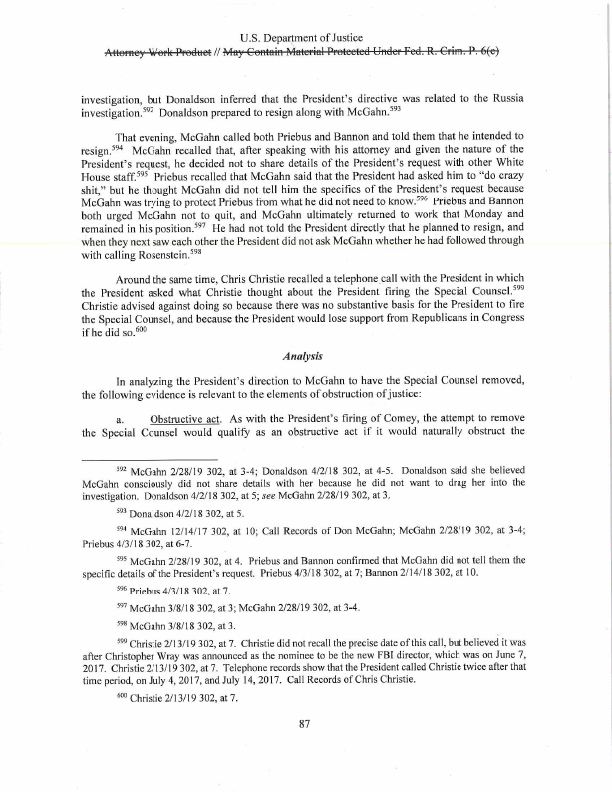 U.S. Department of Justice
Attorney Work Product // May Contain Material Protected Under Fed. R. Crim. P. 6(e)
investigation, but Donaldson inferred that the President's directive was related to the Russia
investigation.592 Donaldson prepared to resign along with McGahn.593
That evening, McGahn called both Priebus and Bannon and told them that he intended to
resign.594 McGahn recalled that, after speaking with his attorney and given the nature of the
President's request, he decided not to share details of the President's request with other White
House staff.595 Priebus recalled that McGahn said that the President had asked him to "do crazy
shit," but he thought McGahn did not tell him the specifics of the President's request because
McGahn was trying to protect Priebus from what he did not need to know.596 Priebus and Bannon
both urged McGahn not to quit, and McGahn ultimately returned to work that Monday and
remained in his position.597 He had not told the President directly that he planned to resign, and
when they next saw each other the President did not ask McGahn whether he had followed through
with calling Rosenstein.598
Around the same time, Chris Christie recalled a telephone call with the President in which
the President asked what Christie thought about the President firing the Special Counsel.599
Christie advised against doing so because there was no substantive basis for the President to fire
the Special Counsel, and because the President would lose support from Republicans in Congress
if he did so.600
Analysis
In analyzing the President's direction to McGahn to have the Special Counsel removed,
the following evidence is relevant to the elements of obstruction of justice:
a. Obstructive act. As with the President's firing of Comey, the attempt to remove
the Special Counsel would qualify as an obstructive act if it would naturally obstruct the
592 McGahn 2/28/19 302, at 3-4; Donaldson 4/2/18 302, at 4-5. Donaldson said she believed
McGahn consciously did not share details with her because he did not want to drag her into the
investigation. Donaldson 4/2/18 302, at 5; see McGahn 2/28/19 302, at 3.
593 Donaldson 4/2/18 302, at 5.
594 McGahn 12/14/17 302, at 10; Call Records of Don McGahn; McGahn 2/28/19 302, at 3-4;
Priebus 4/3/18 302, at 6-7.
595 McGahn 2/28/19 302, at 4. Priebus and Bannon confirmed that McGahn did not tell them the
specific details of the President's request. Priebus 4/3/18 302, at 7; Bannon 2/14/18 302, at 10.
596 Priebus 4/3/18 302, at 7.
597 McGahn 3/8/18 302, at 3; McGahn 2/28/19 302, at 3-4.
598 McGahn 3/8/18 302, at 3.
599 Christie 2/13/19 302, at 7. Christie did not recall the precise date of this call, but believed it was
after Christopher Wray was announced as the nominee to be the new FBI director, which was on June 7,
2017. Christie 2/13/19 302, at 7. Telephone records show that the President called Christie twice after that
time period, on July 4, 2017, and July 14, 2017. Call Records of Chris Christie.
600 Christie 2/13/19 302, at 7.
87